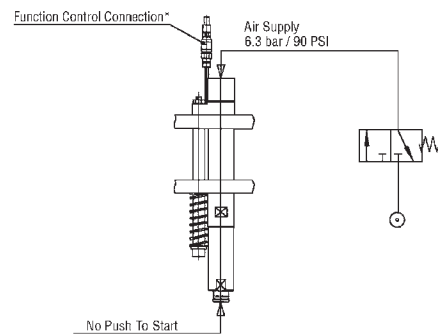 Function Control Connection*
Air Supply
6.3 bar / 90 PSI
No Push To Start